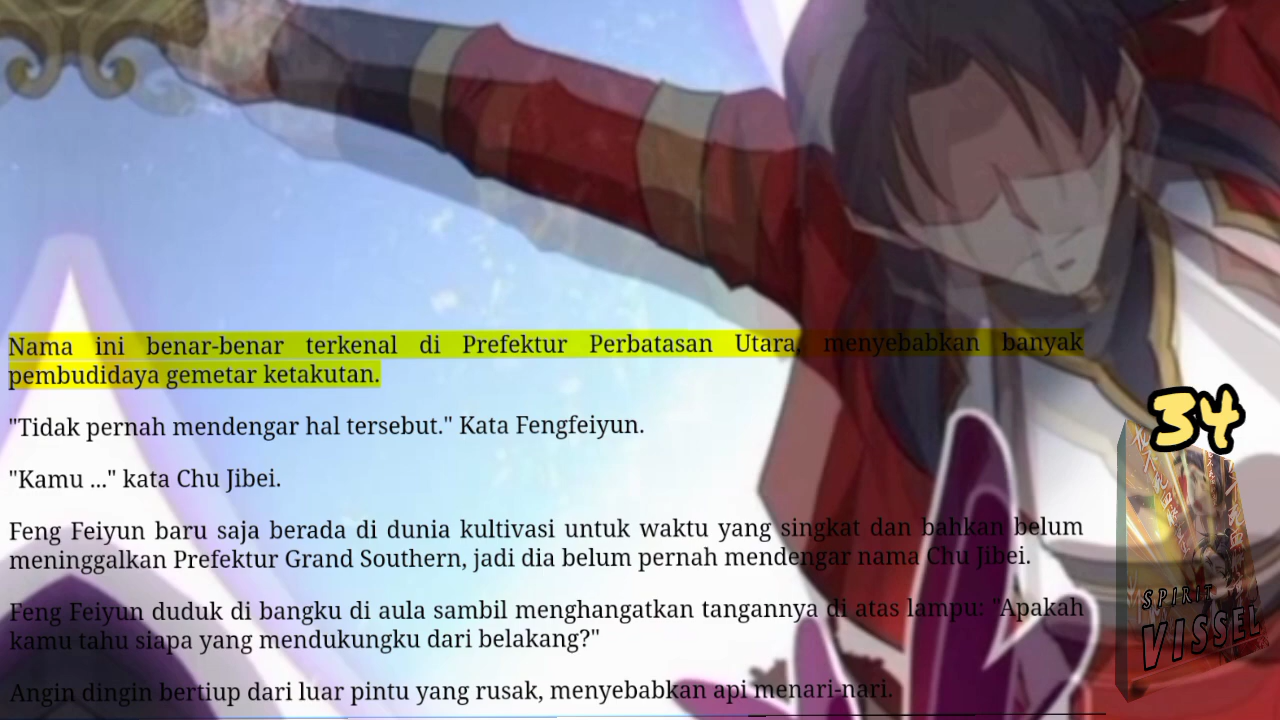 Nama ini benar-benar terkenal di Prefektur Perbatasan Utara, menyebabkan banyak
pembudidaya gemetar ketakutan.
"Tidak pernah mendengar hal tersebut." Kata Fengfeiyun.
"Kamu ..." kata Chu Jibei.
Feng Feiyun baru saja berada di dunia kultivasi untuk waktu yang singkat dan bahkan belum
meninggalkan Prefektur Grand Southern, jadi dia belum pernah mendengar nama Chu Jibei.
Feng Feiyun duduk di bangku di aula sambil menghangatkan tangannya di atas lampu: "Apakah
kamu tahu siapa yang mendukungku dari belakang?"
Angin dingin bertiup dari luar pintu yang rusak, menyebabkan api menari-nari.
34
SPIRIT
VISSEL